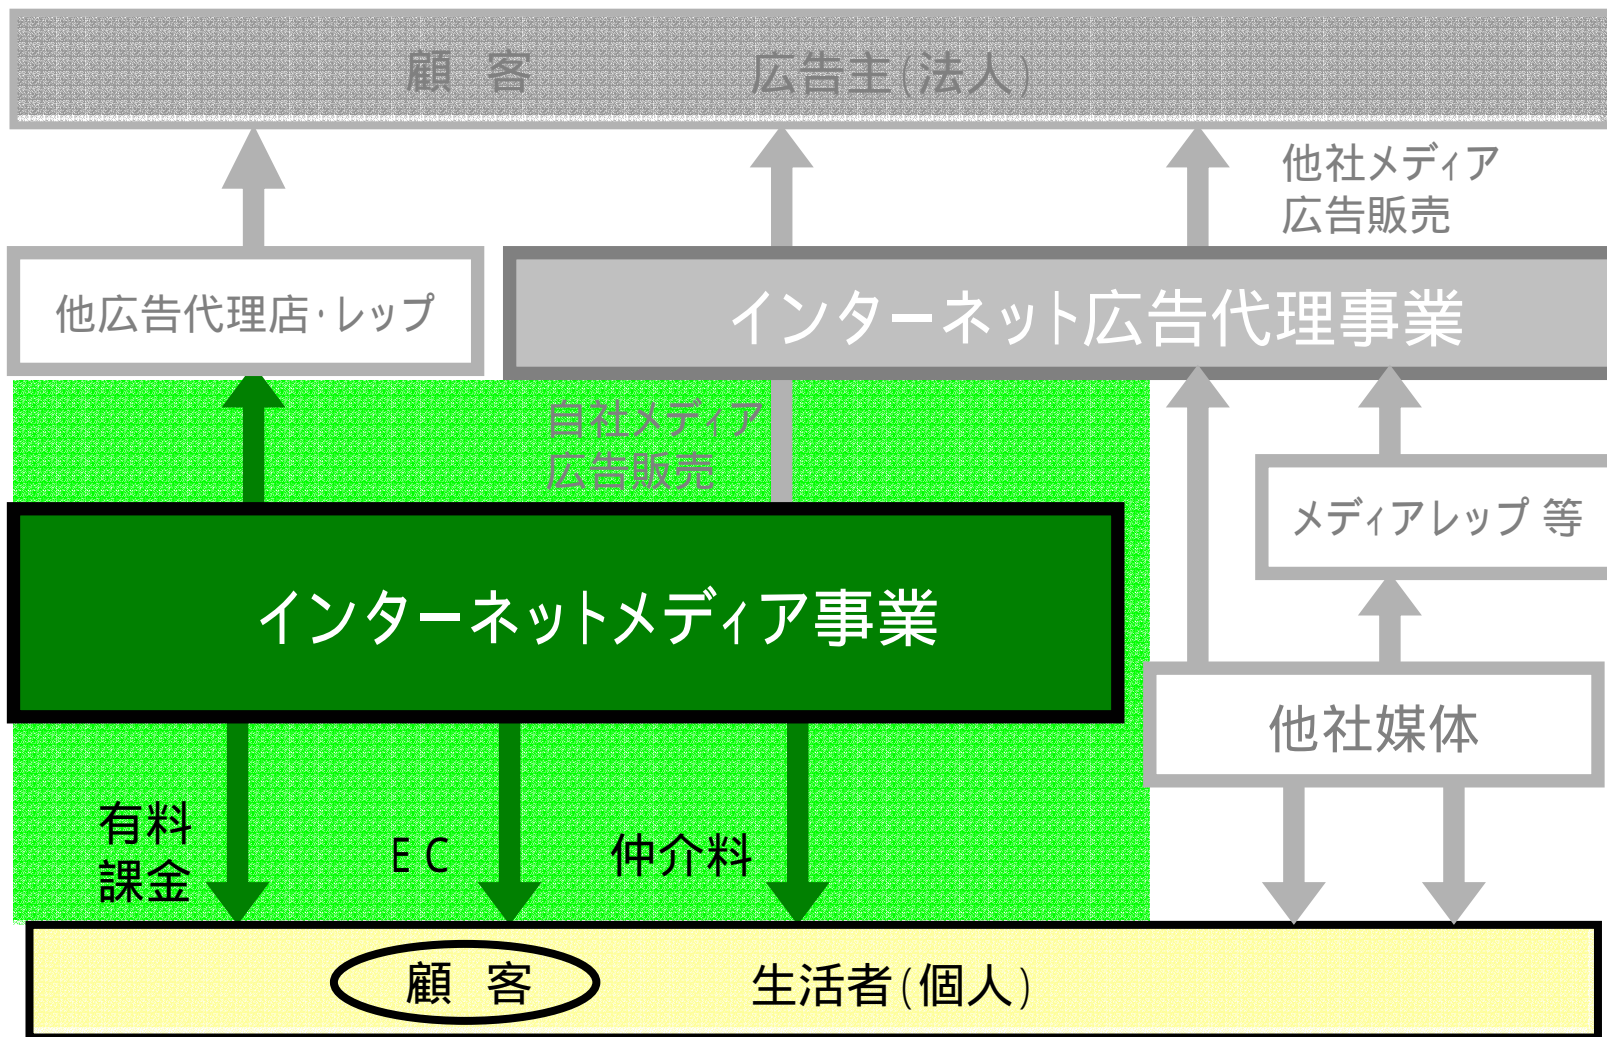 顧 客 広告主(法人)
他社メディア
広告販売
他広告代理店・レップ
インターネット広告代理事業
自社メディア
広告販売
メディアレップ 等
インターネットメディア事業
他社媒体
有料
課金
EC
仲介料
顧 客 生活者(個人)